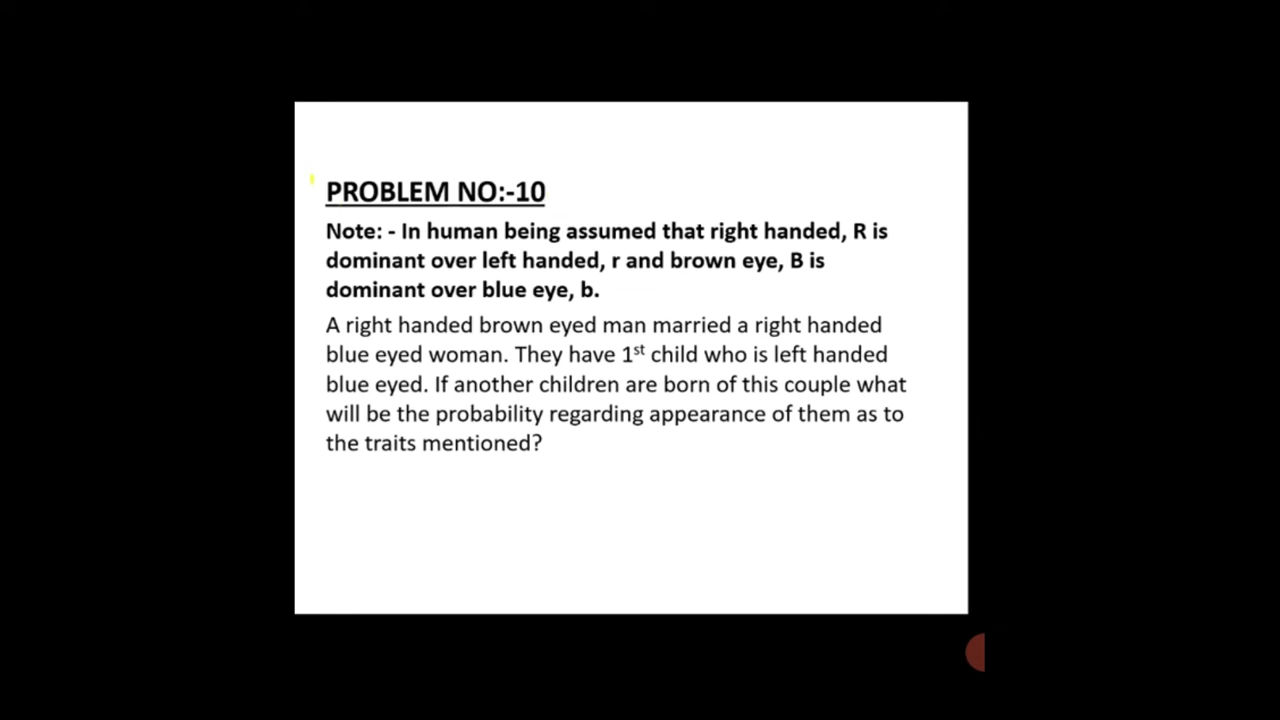 PROBLEM NO:-10
Note: - In human being assumed that right handed, R is
dominant over left handed, r and brown eye, B is
dominant over blue eye, b.
A right handed brown eyed man married a right handed
blue eyed woman. They have 1st child who is left handed
blue eyed. If another children are born of this couple what
will be the probability regarding appearance of them as to
the traits mentioned?